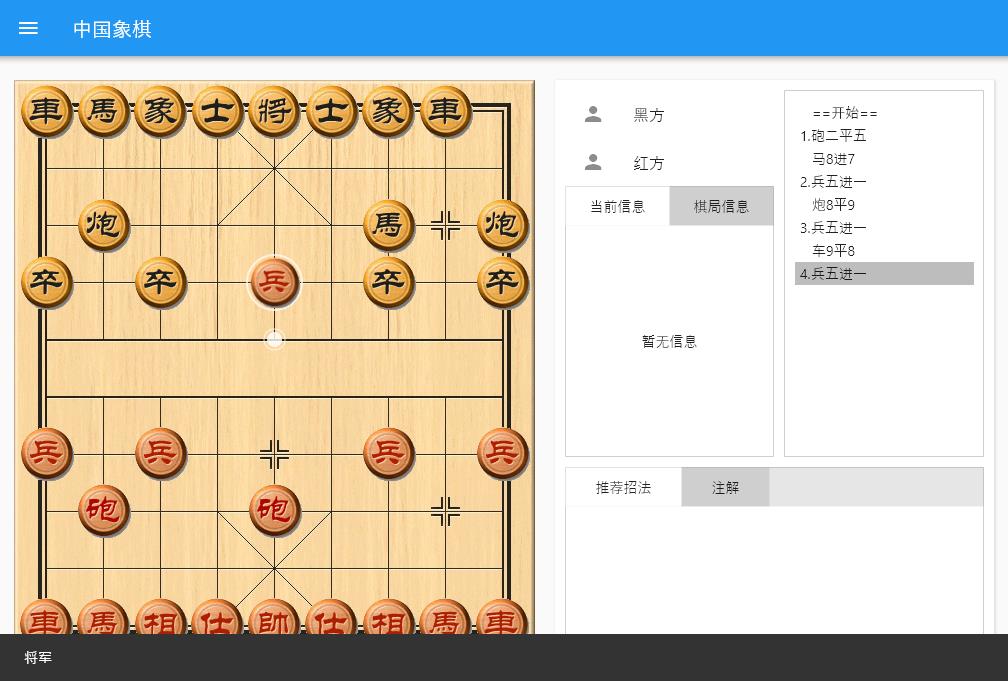 中国象棋
車馬象士将士象車
炮馬炮
卒卒兵卒卒
兵兵兵兵
砲砲
車馬相仕帥仕相馬車
黑方
红方
当前信息 棋局信息
暂无信息
==开始==
1.砲二平五
马8进7
2.兵五进一
炮8平9
3.兵五进一
车9平8
4.兵五进一
推荐招法 注解
将军